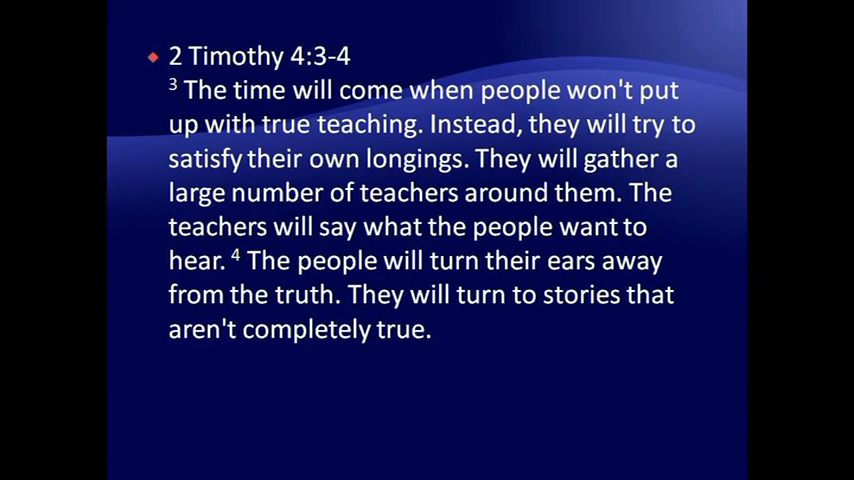 2 Timothy 4:3-4
3 The time will come when people won't put
up with true teaching. Instead, they will try to
satisfy their own longings. They will gather a
large number of teachers around them. The
teachers will say what the people want to
hear. 4 The people will turn their ears away
from the truth. They will turn to stories that
aren't completely true.